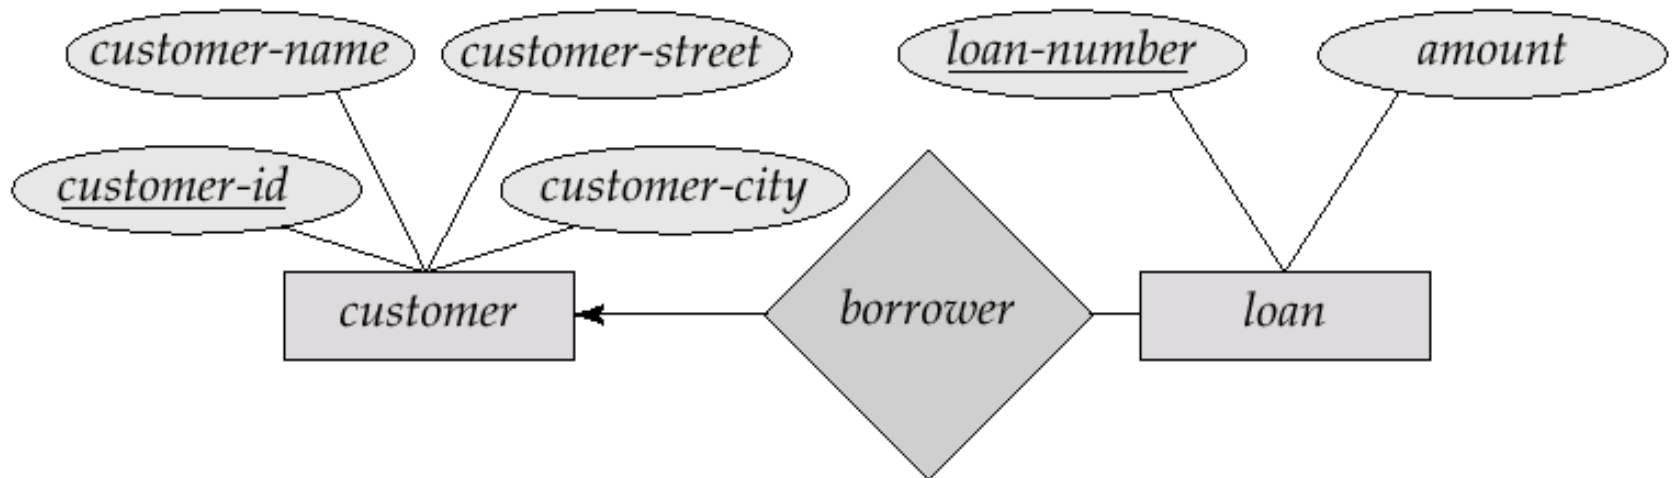 customer-name
customer-street
loan-number
amount
customer-id
customer-city
customer
borrower
loan